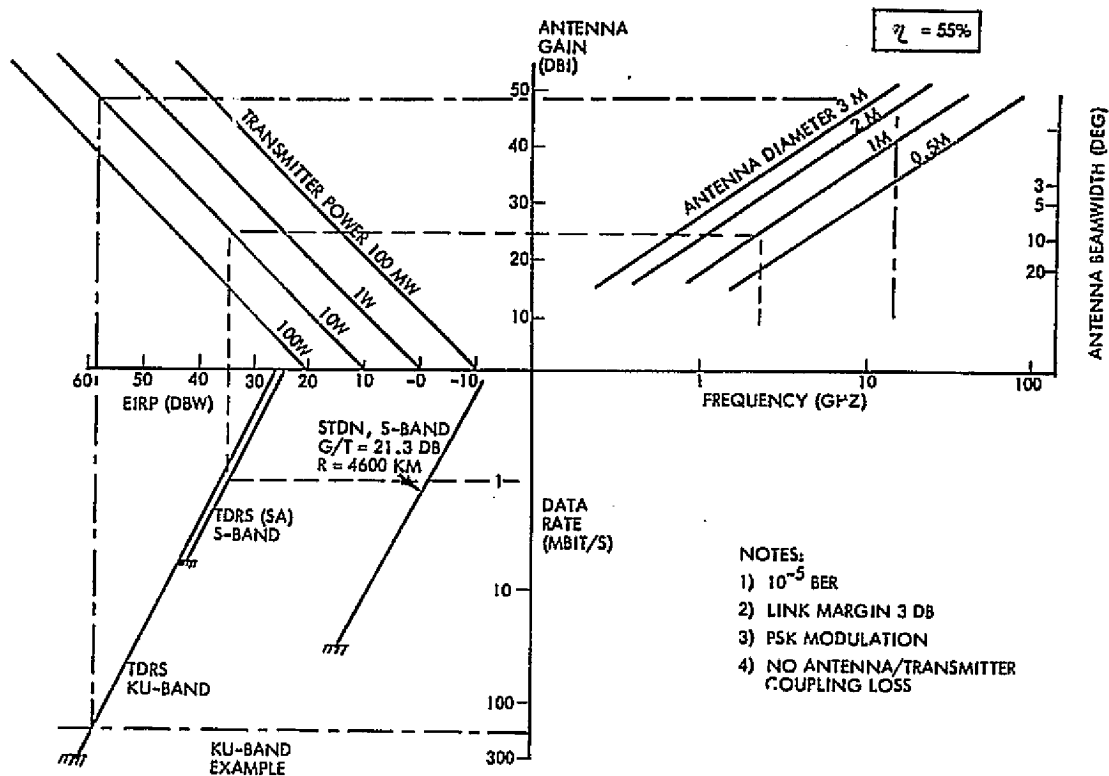 ANTENNA
GAIN
(DBI)
η = 55%
50
40
30
20
10
TRANSMITTER POWER 100 MW
1W
10W
100W
ANTENNA DIAMETER 3 M
2 M
1M
0.5M
3
5
10
20
ANTENNA BEAMWIDTH (DEG)
60 50 40 30 20 10 -0 -10
EIRP (DBW)
1 10 100
FREQUENCY (GHZ)
STDN, S-BAND
G/T = 21.3 DB
R = 4600 KM
1
10
100
300
DATA
RATE
(MBIT/S)
TDRS (SA)
S-BAND
TDRS
KU-BAND
KU-BAND
EXAMPLE
NOTES:
1) 10⁻⁵ BER
2) LINK MARGIN 3 DB
3) PSK MODULATION
4) NO ANTENNA/TRANSMITTER
COUPLING LOSS